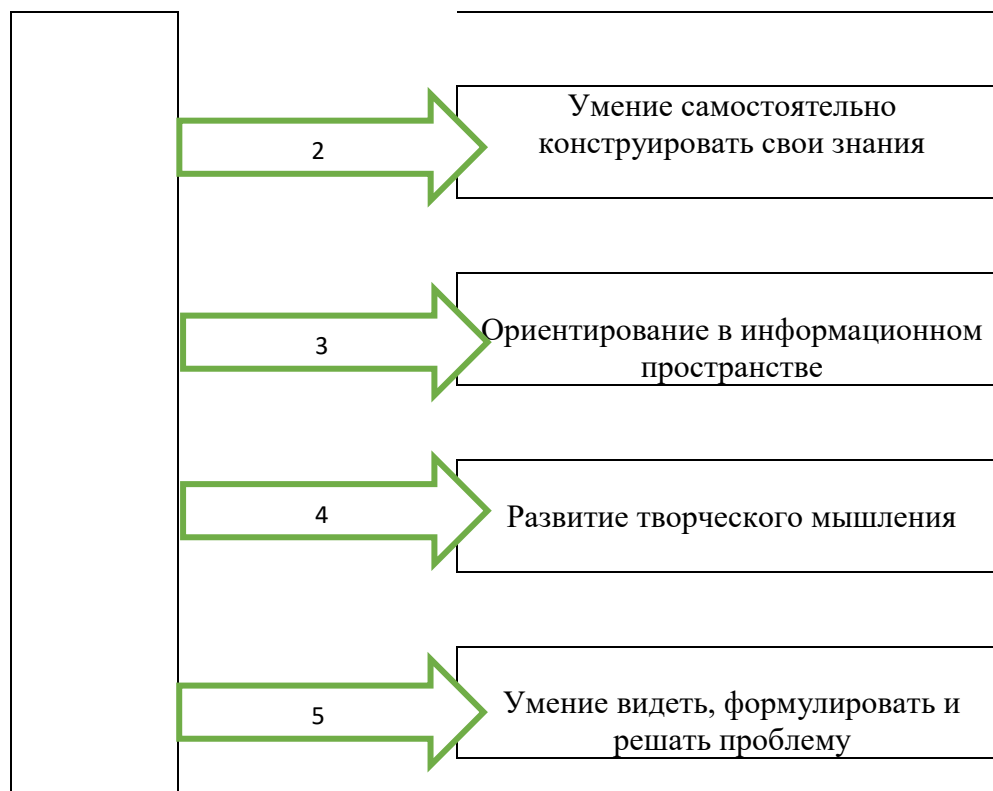 2
Умение самостоятельно
конструировать свои знания
3
Ориентирование в информационном
пространстве
4
Развитие творческого мышления
5
Умение видеть, формулировать и
решать проблему